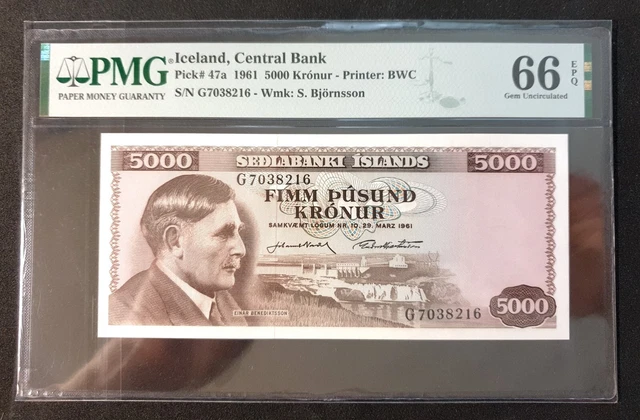 PMG
PAPER MONEY GUARANTY
Iceland, Central Bank
Pick# 47a 1961 5000 Krónur - Printer: BWC
S/N G7038216 - Wmk: S. Björnsson
66 EPQ
Gem Uncirculated
5000 SEÐLABANKI ÍSLANDS 5000
G7038216
FIMM ÞÚSUND
KRÓNUR
SAMKVÆMT LÖGUM NR. 10, 29. MARZ 1961
EINAR BENEDIKTSSON
G7038216
5000